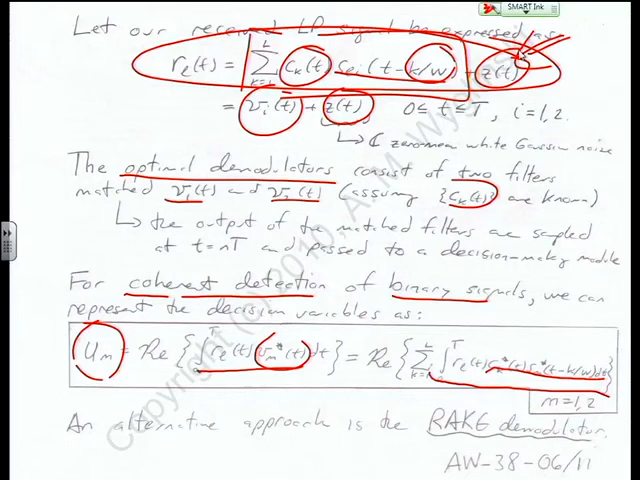 SMART Ink
Let our received LP signal be expressed as
r_l(t) = Σ_{k=1}^{L} c_k(t) s_{li}(t-k/w) + z(t)
= v_i(t) + z(t) 0 ≤ t ≤ T, i=1,2.
↳ ℂ zero mean white Gaussian noise
The optimal demodulators consist of two filters
matched v_1(t) and v_2(t) (assuming {c_k(t)} are known)
↳ the output of the matched filters are sampled
at t=nT and passed to a decision-making module
For coherent detection of binary signals, we can
represent the decision variables as:
U_m = Re{∫_0^T r_l(t) v_m*(t)dt} = Re{Σ_{k=1}^{L} ∫_0^T r_l(t) c_k*(t) (t-k/w)dt}
m=1,2
An alternative approach is the RAKE demodulator.
AW-38-06/11